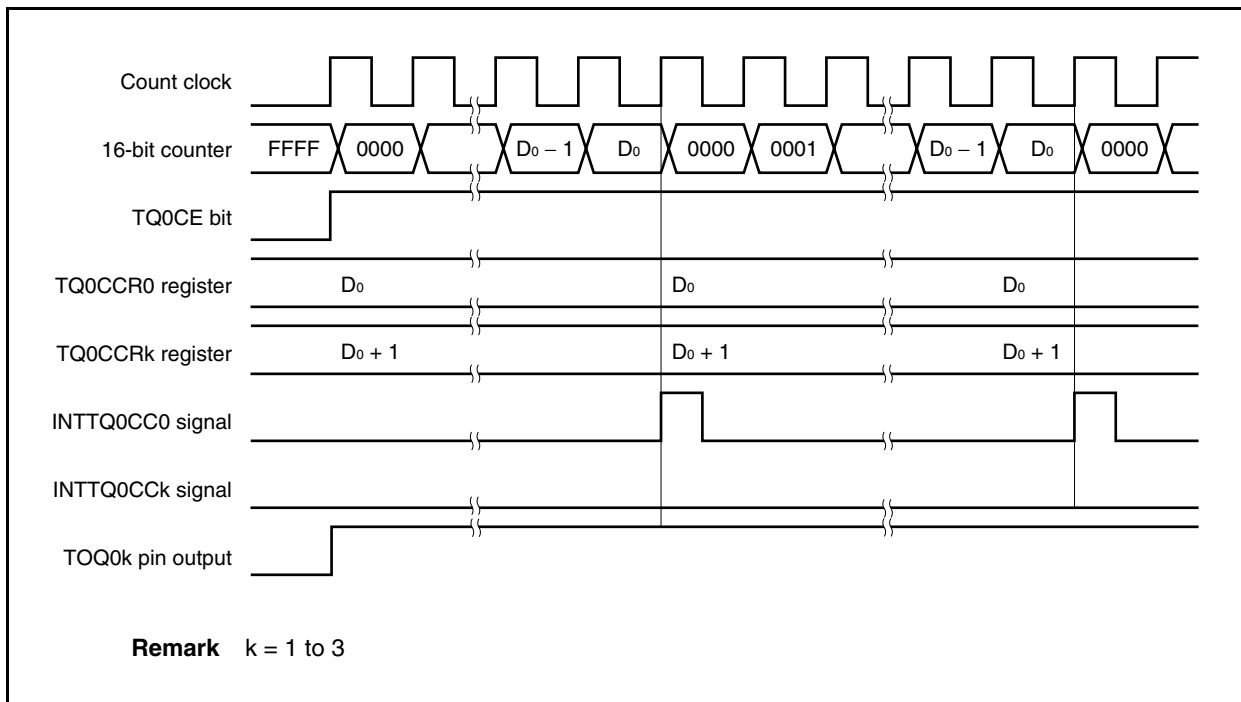 Count clock
16-bit counter FFFF 0000 D₀ − 1 D₀ 0000 0001 D₀ − 1 D₀ 0000
TQ0CE bit
TQ0CCR0 register D₀ D₀ D₀
TQ0CCRk register D₀ + 1 D₀ + 1 D₀ + 1
INTTQ0CC0 signal
INTTQ0CCk signal
TOQ0k pin output
Remark k = 1 to 3